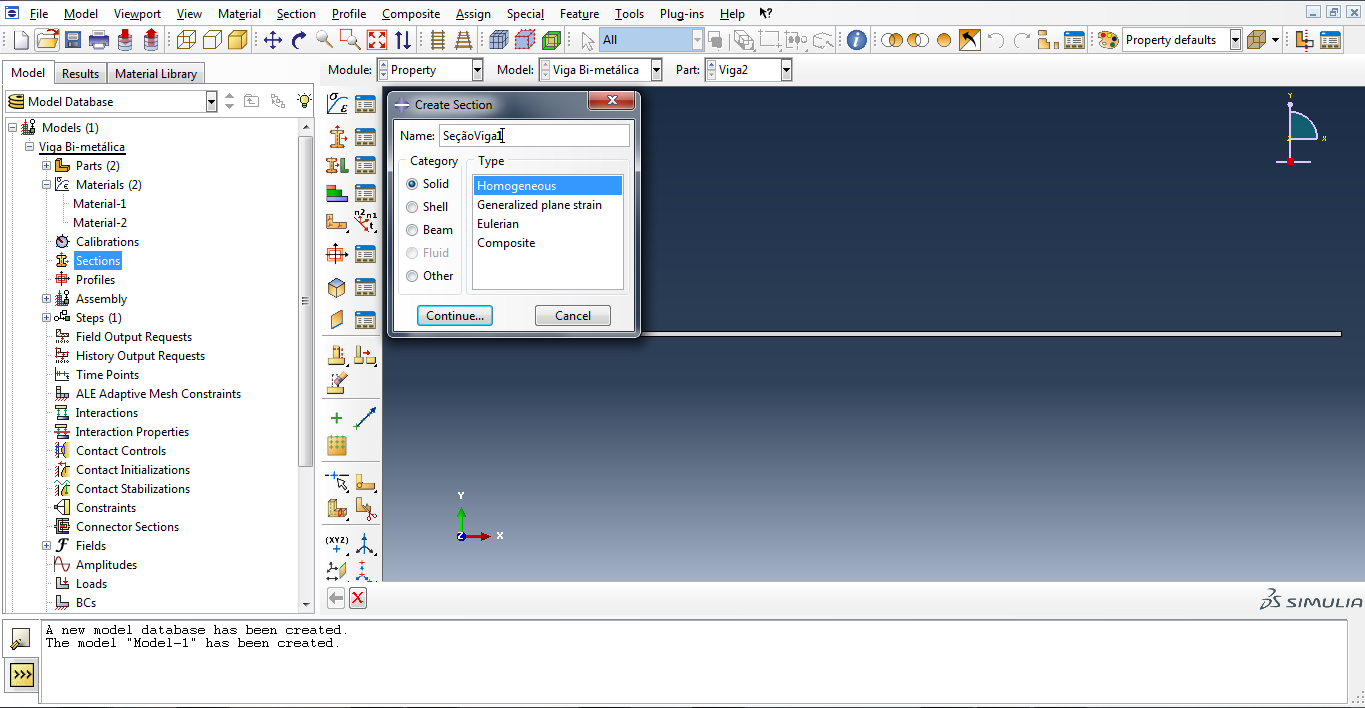 File Model Viewport View Material Section Profile Composite Assign Special Feature Tools Plug-ins Help
All
Property defaults
Model Results Material Library
Module: Property Model: Viga Bi-metálica Part: Viga2
Model Database
Models (1)
Viga Bi-metálica
Parts (2)
Materials (2)
Material-1
Material-2
Calibrations
Sections
Profiles
Assembly
Steps (1)
Field Output Requests
History Output Requests
Time Points
ALE Adaptive Mesh Constraints
Interactions
Interaction Properties
Contact Controls
Contact Initializations
Contact Stabilizations
Constraints
Connector Sections
Fields
Amplitudes
Loads
BCs
Create Section
Name: SeçãoViga1
Category Type
Solid
Shell
Beam
Fluid
Other
Homogeneous
Generalized plane strain
Eulerian
Composite
Continue... Cancel
n2 n1
t
(XYZ)
Y
X
Y
X
Z
SIMULIA
A new model database has been created.
The model "Model-1" has been created.
>>>